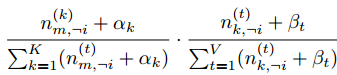 \frac{n_{m,\neg i}^{(k)} + \alpha_k}{\sum_{k=1}^{K} (n_{m,\neg i}^{(t)} + \alpha_k)} \cdot \frac{n_{k,\neg i}^{(t)} + \beta_t}{\sum_{t=1}^{V} (n_{k,\neg i}^{(t)} + \beta_t)}